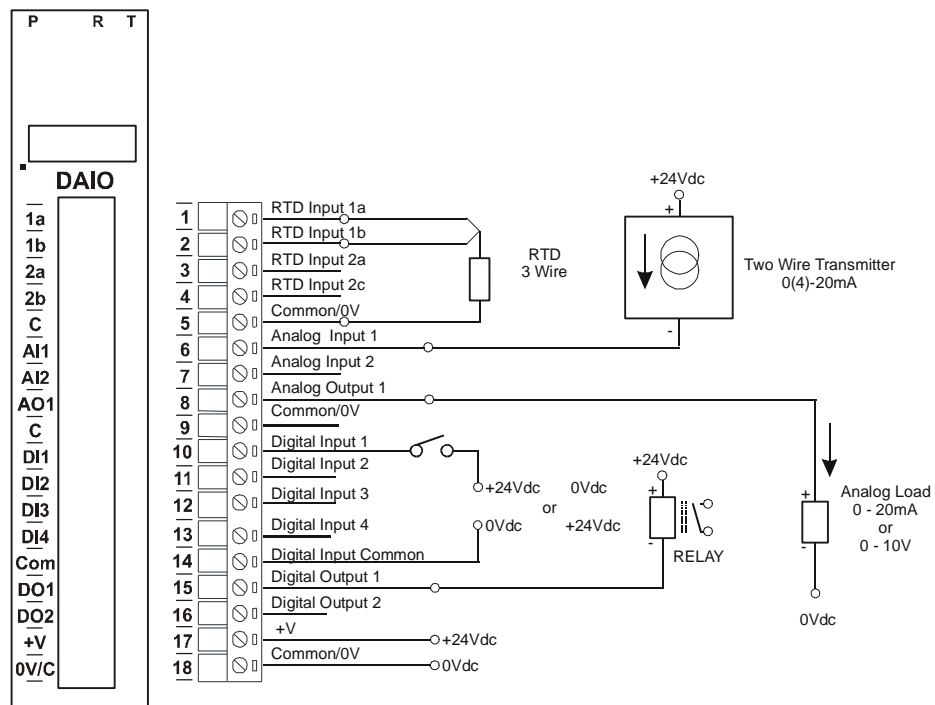 P R T
DAIO
1a
1b
2a
2b
C
AI1
AI2
AO1
C
DI1
DI2
DI3
DI4
Com
DO1
DO2
+V
0V/C
1 RTD Input 1a
2 RTD Input 1b
3 RTD Input 2a
4 RTD Input 2c
5 Common/0V
6 Analog Input 1
7 Analog Input 2
8 Analog Output 1
9 Common/0V
10 Digital Input 1
11 Digital Input 2
12 Digital Input 3
13 Digital Input 4
14 Digital Input Common
15 Digital Output 1
16 Digital Output 2
17 +V
18 Common/0V
RTD
3 Wire
+24Vdc
+
-
Two Wire Transmitter
0(4)-20mA
+24Vdc 0Vdc
or
0Vdc +24Vdc
+24Vdc
+
-
RELAY
+
-
Analog Load
0 - 20mA
or
0 - 10V
0Vdc
+24Vdc
0Vdc